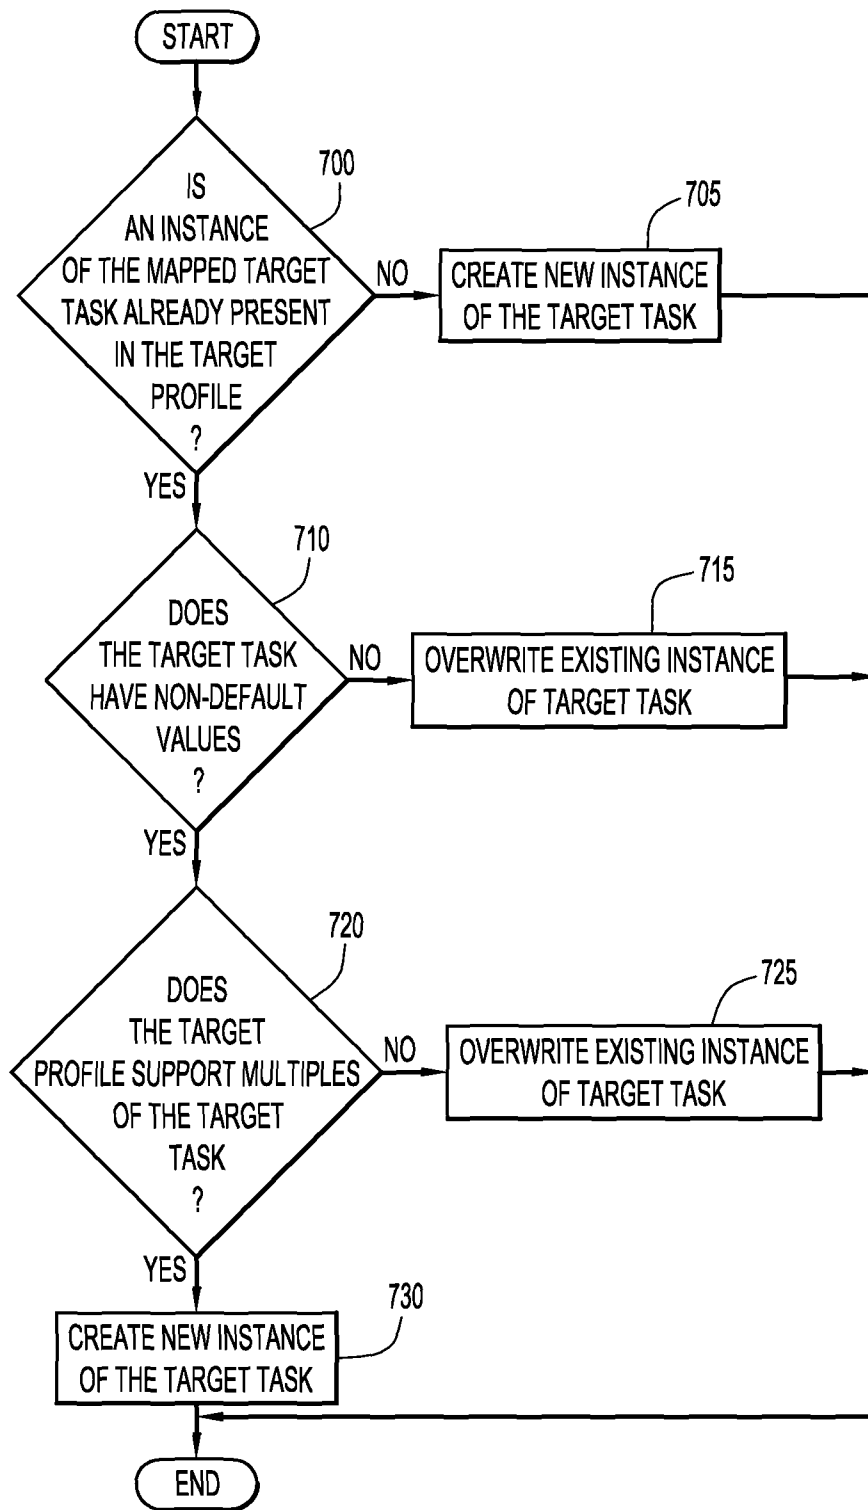 START
700
IS
AN INSTANCE
OF THE MAPPED TARGET
TASK ALREADY PRESENT
IN THE TARGET
PROFILE
?
NO
705
CREATE NEW INSTANCE
OF THE TARGET TASK
YES
710
DOES
THE TARGET TASK
HAVE NON-DEFAULT
VALUES
?
NO
715
OVERWRITE EXISTING INSTANCE
OF TARGET TASK
YES
720
DOES
THE TARGET
PROFILE SUPPORT MULTIPLES
OF THE TARGET
TASK
?
NO
725
OVERWRITE EXISTING INSTANCE
OF TARGET TASK
YES
730
CREATE NEW INSTANCE
OF THE TARGET TASK
END